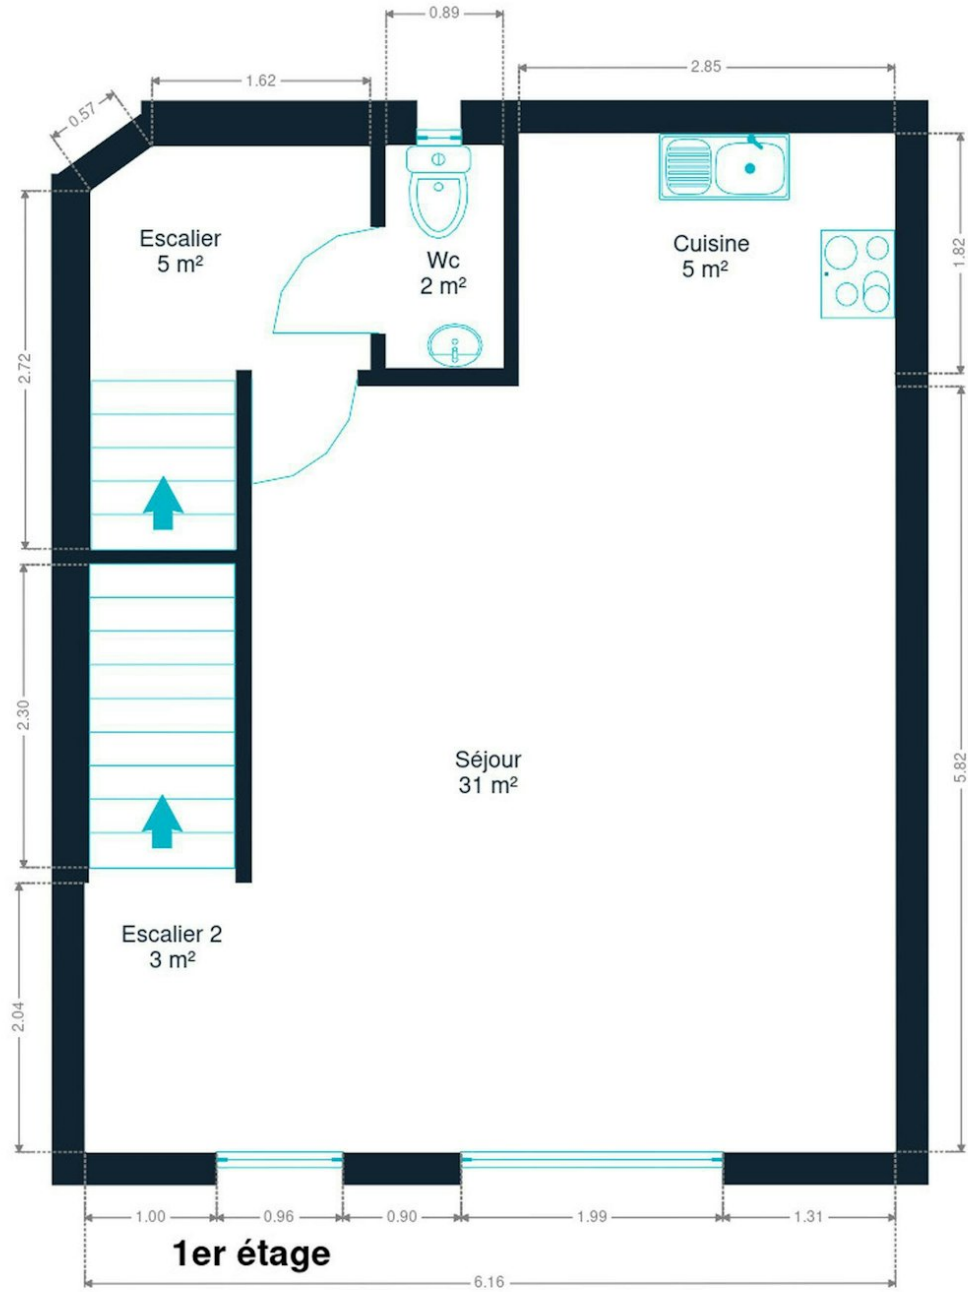 0.89
2.85
1.62
0.57
Escalier
5 m²
Wc
2 m²
Cuisine
5 m²
1.82
2.72
2.30
Séjour
31 m²
5.82
Escalier 2
3 m²
2.04
1.00
0.96
0.90
1.99
1.31
1er étage
6.16